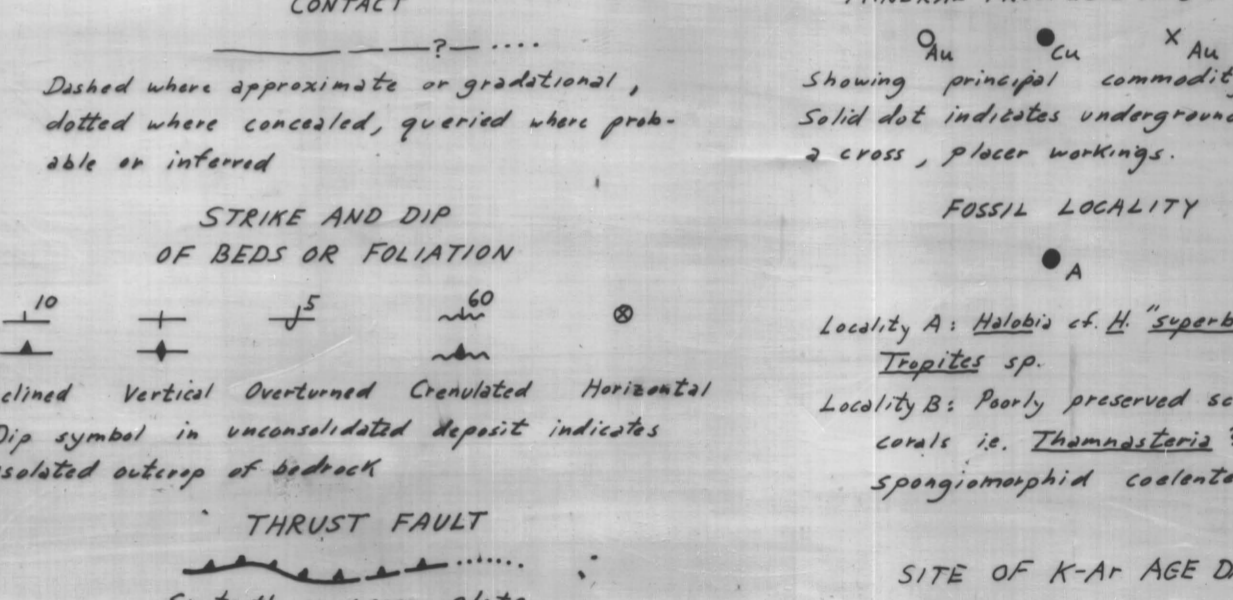 CONTACT
?
Dashed where approximate or gradational,
dotted where concealed, queried where prob-
able or inferred
STRIKE AND DIP
OF BEDS OR FOLIATION
10 5 60
clined Vertical Overturned Crenulated Horizontal
Dip symbol in unconsolidated deposit indicates
solated outcrop of bedrock
THRUST FAULT
Au Cu x Au
Showing principal commodit
Solid dot indicates underground
a cross, placer workings.
FOSSIL LOCALITY
A
Locality A: Halobia cf. H. "superb
Tropites sp.
Locality B: Poorly preserved sc
corals ie. Thamnasteria ?
spongiomorphid coelente
SITE OF K-Ar AGE D